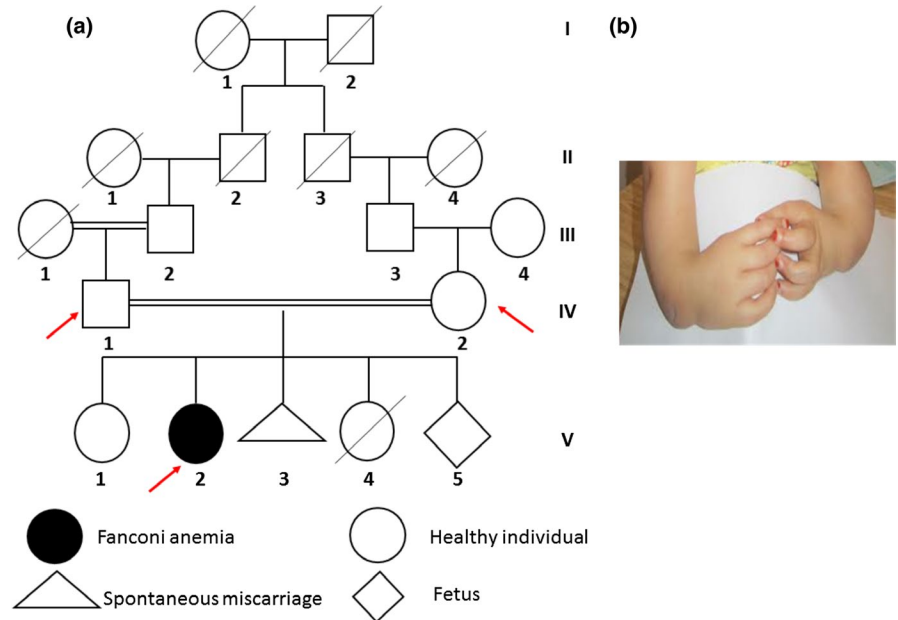 (a) I (b)
1 2
II
1 2 3 4
III
1 2 3 4
IV
1 2
V
1 2 3 4 5
Fanconi anemia Healthy individual
Spontaneous miscarriage Fetus